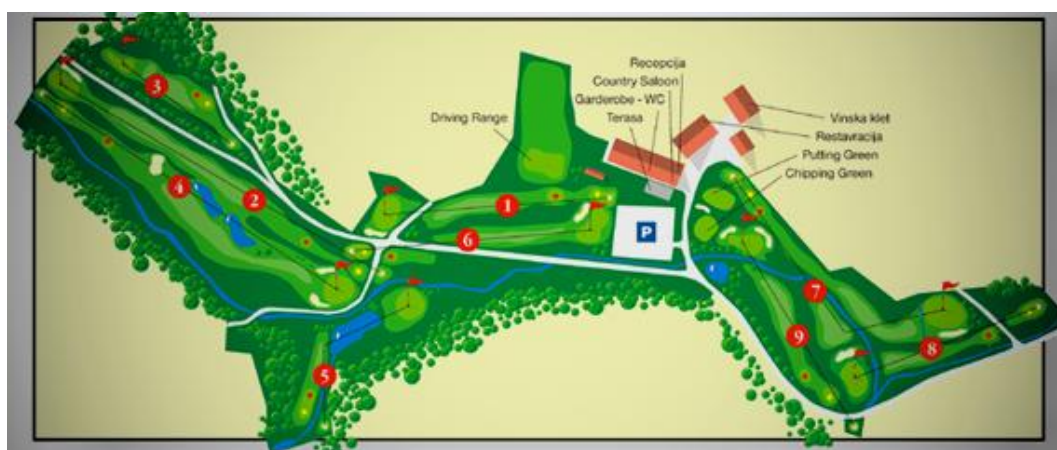 Recepcija
Country Saloon
Garderobe - WC
Terasa
Driving Range
Vinska klet
Restavracija
Putting Green
Chipping Green
P
1
2
3
4
5
6
7
8
9